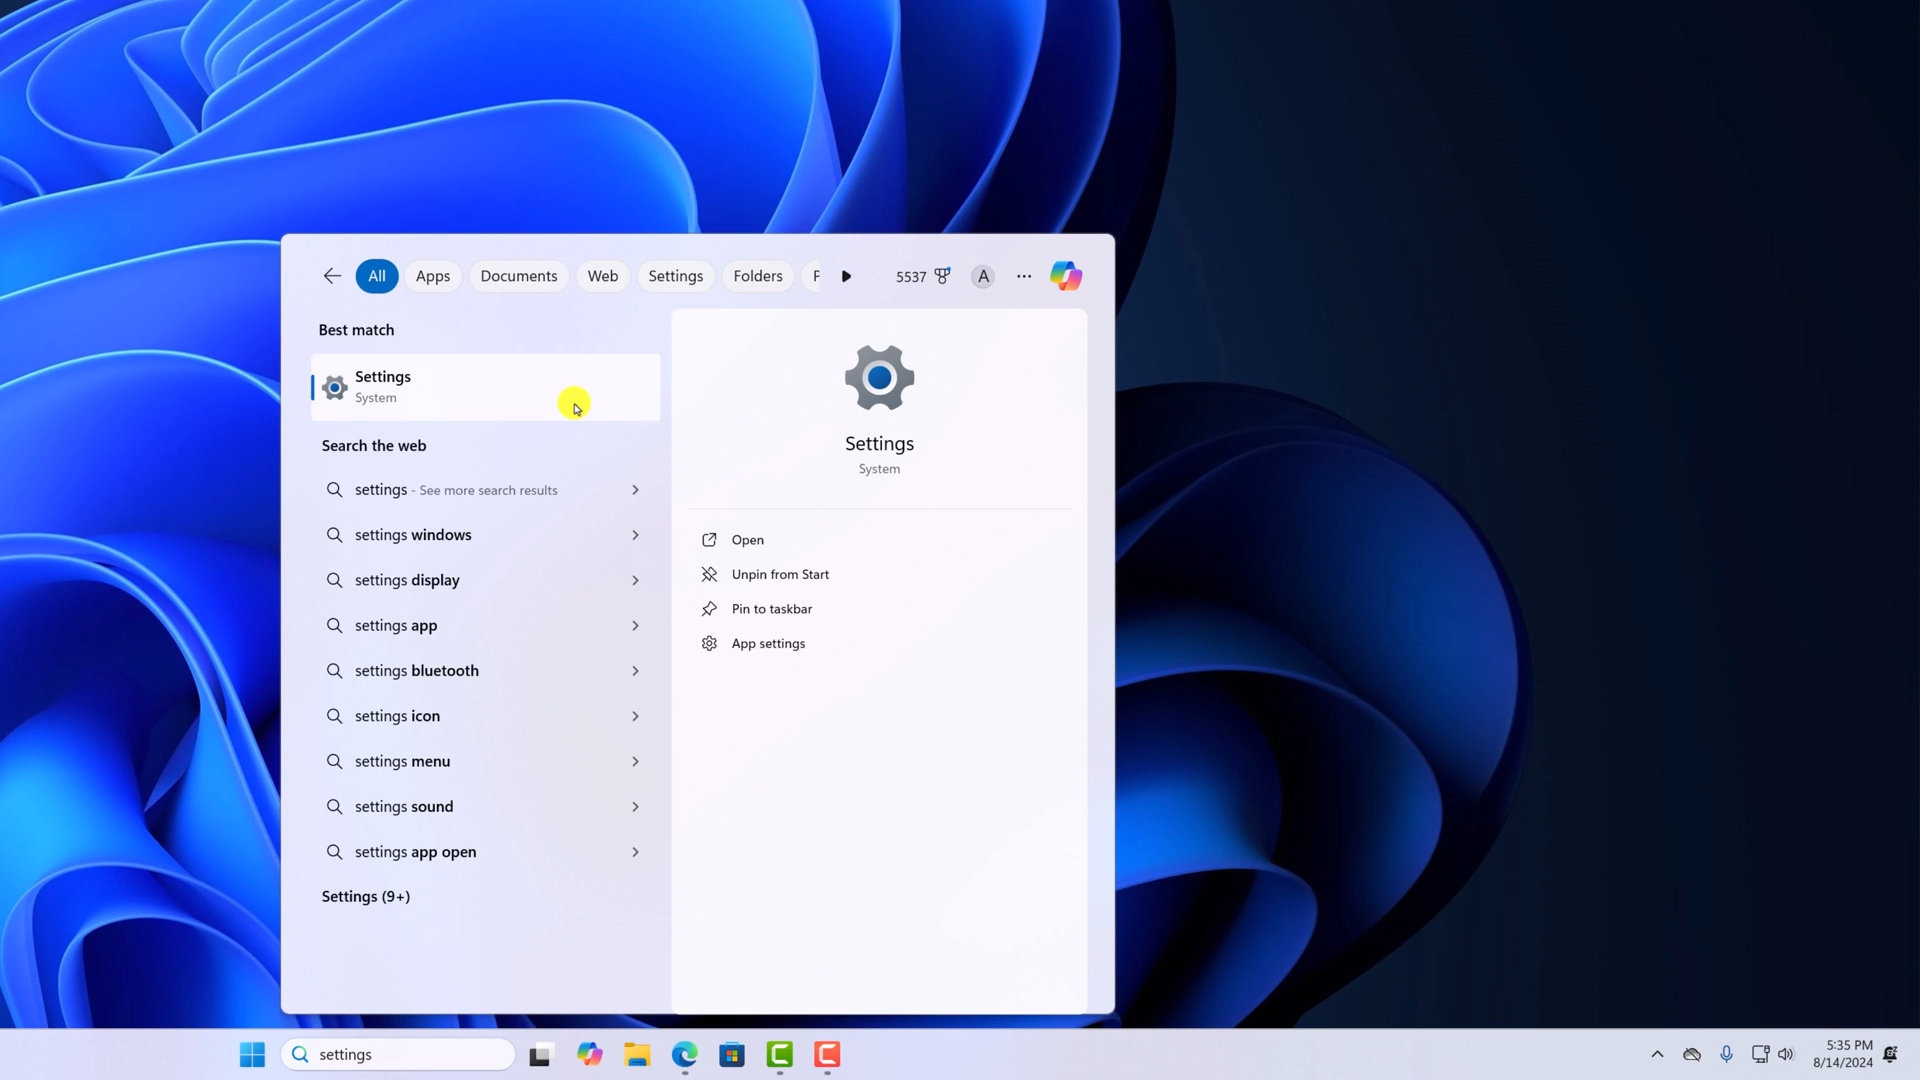 All Apps Documents Web Settings Folders P 5537 A
Best match
Settings
System
Search the web
settings - See more search results
settings windows
settings display
settings app
settings bluetooth
settings icon
settings menu
settings sound
settings app open
Settings (9+)
Settings
System
Open
Unpin from Start
Pin to taskbar
App settings
settings
5:35 PM
8/14/2024